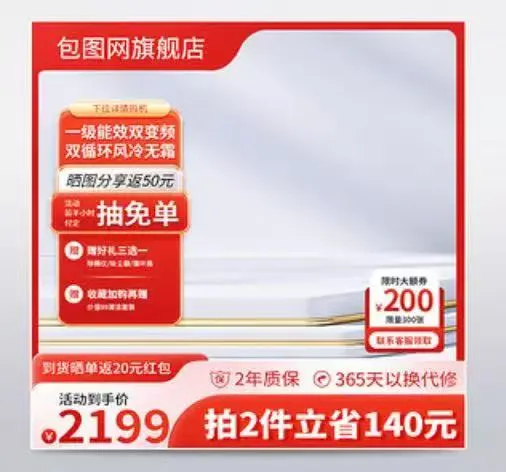 包图网旗舰店
下拉详情购机
一级能效双变频
双循环风冷无霜
晒图分享返50元
活动
前半小时
付定
抽免单
赠
赠好礼三选一
赠
收藏加购再赠
限时大额券
¥200
限量300张
联系客服领取
到货晒单返20元红包
2年质保
365天以换代修
活动到手价
¥2199
拍2件立省140元